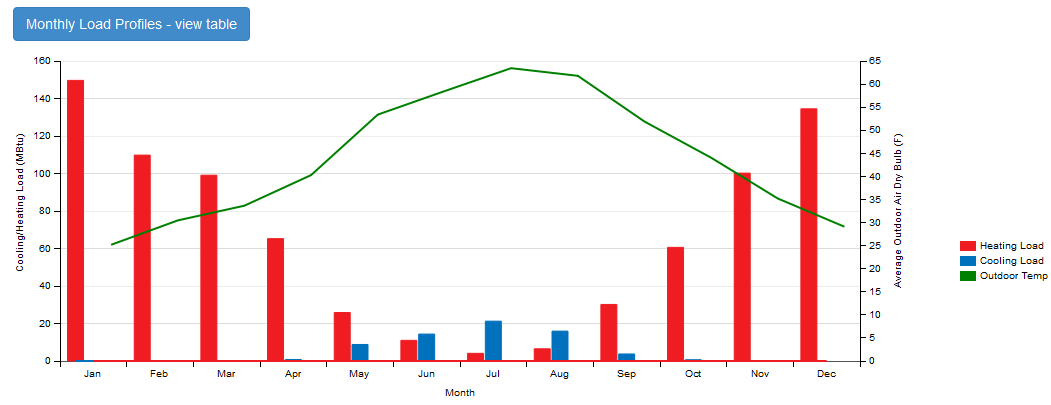 Monthly Load Profiles - view table
160
140
120
100
80
60
40
20
0
Cooling/Heating Load (MBtu)
65
60
55
50
45
40
35
30
25
20
15
10
5
0
Average Outdoor Air Dry Bulb (F)
Heating Load
Cooling Load
Outdoor Temp
Jan Feb Mar Apr May Jun Jul Aug Sep Oct Nov Dec
Month